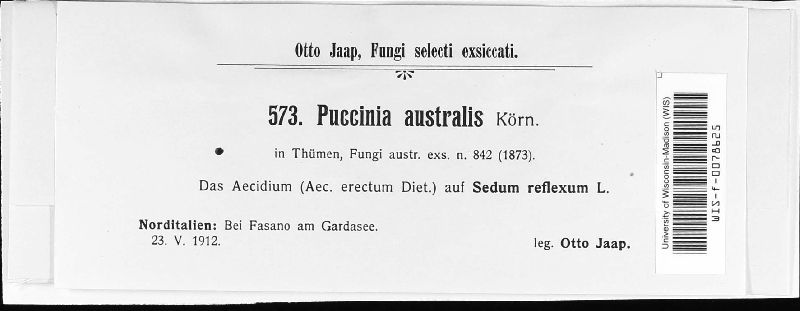 Otto Jaap, Fungi selecti exsiccati.
573. Puccinia australis Körn.
in Thümen, Fungi austr. exs. n. 842 (1873).
Das Aecidium (Aec. erectum Diet.) auf Sedum reflexum L.
Norditalien: Bei Fasano am Gardasee.
23. V. 1912.
leg. Otto Jaap.
University of Wisconsin-Madison (WIS)
WIS-f-0078625